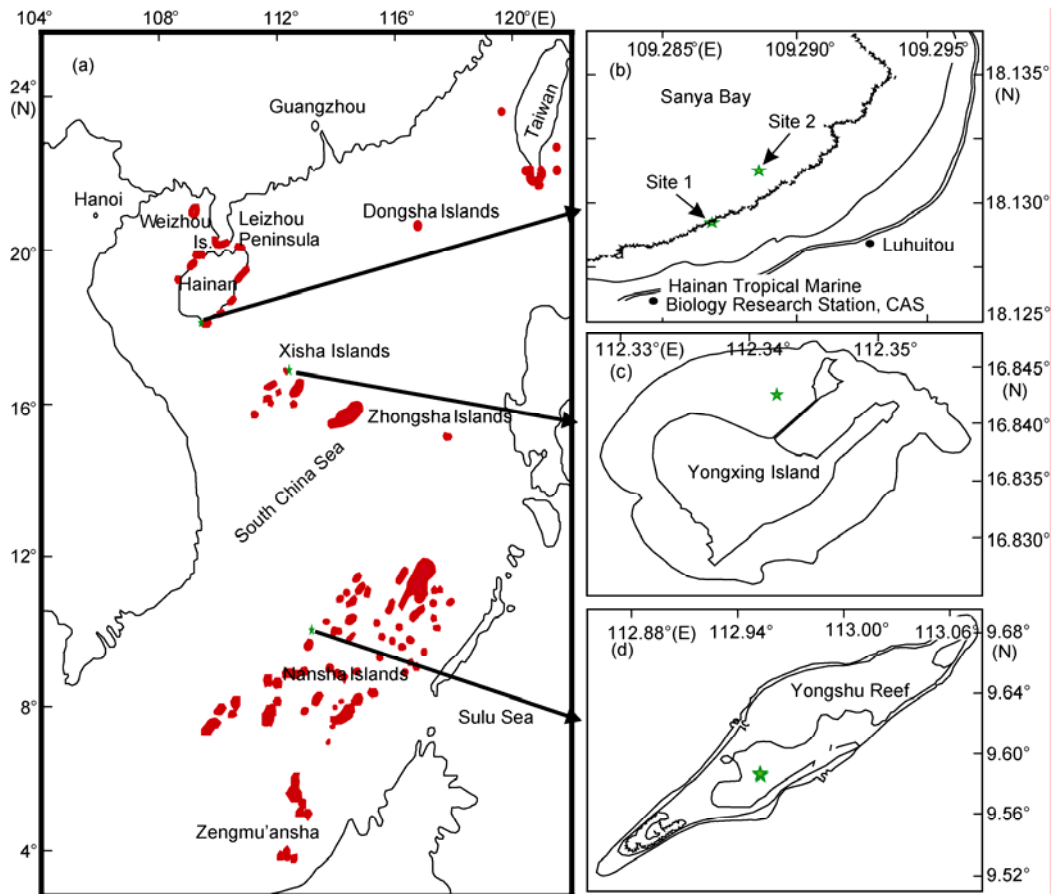 104° 108° 112° 116° 120° (E)
(a)
24°
(N)
20°
16°
12°
8°
4°
Guangzhou
Taiwan
Hanoi
Weizhou
Is.
Leizhou
Peninsula
Dongsha Islands
Hainan
Xisha Islands
Zhongsha Islands
South China Sea
Nansha Islands
Sulu Sea
Zengmu'ansha
109.285° (E) 109.290° 109.295°
(b)
18.135°
(N)
Sanya Bay
Site 2
Site 1
18.130°
Luhuitou
Hainan Tropical Marine
Biology Research Station, CAS
18.125°
112.33° (E) 112.34° 112.35°
(c)
16.845°
(N)
16.840°
Yongxing Island
16.835°
16.830°
112.88° (E) 112.94° 113.00° 113.06°
9.68°
(N)
(d)
Yongshu Reef
9.64°
9.60°
9.56°
9.52°